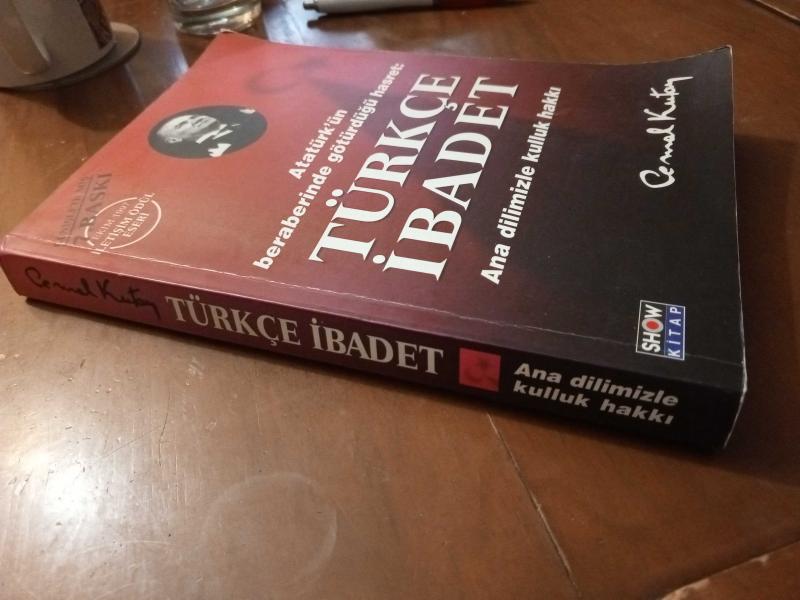 Atatürk'ün
beraberinde götürdüğü hasret:
TÜRKÇE
İBADET
Ana dilimizle kulluk hakkı
Cemal Kutay
BASKI
İLETİŞİM ÖDÜL
ESERİ
SHOW
KİTAP
Cemal Kutay
TÜRKÇE İBADET
Ana dilimizle
kulluk hakkı